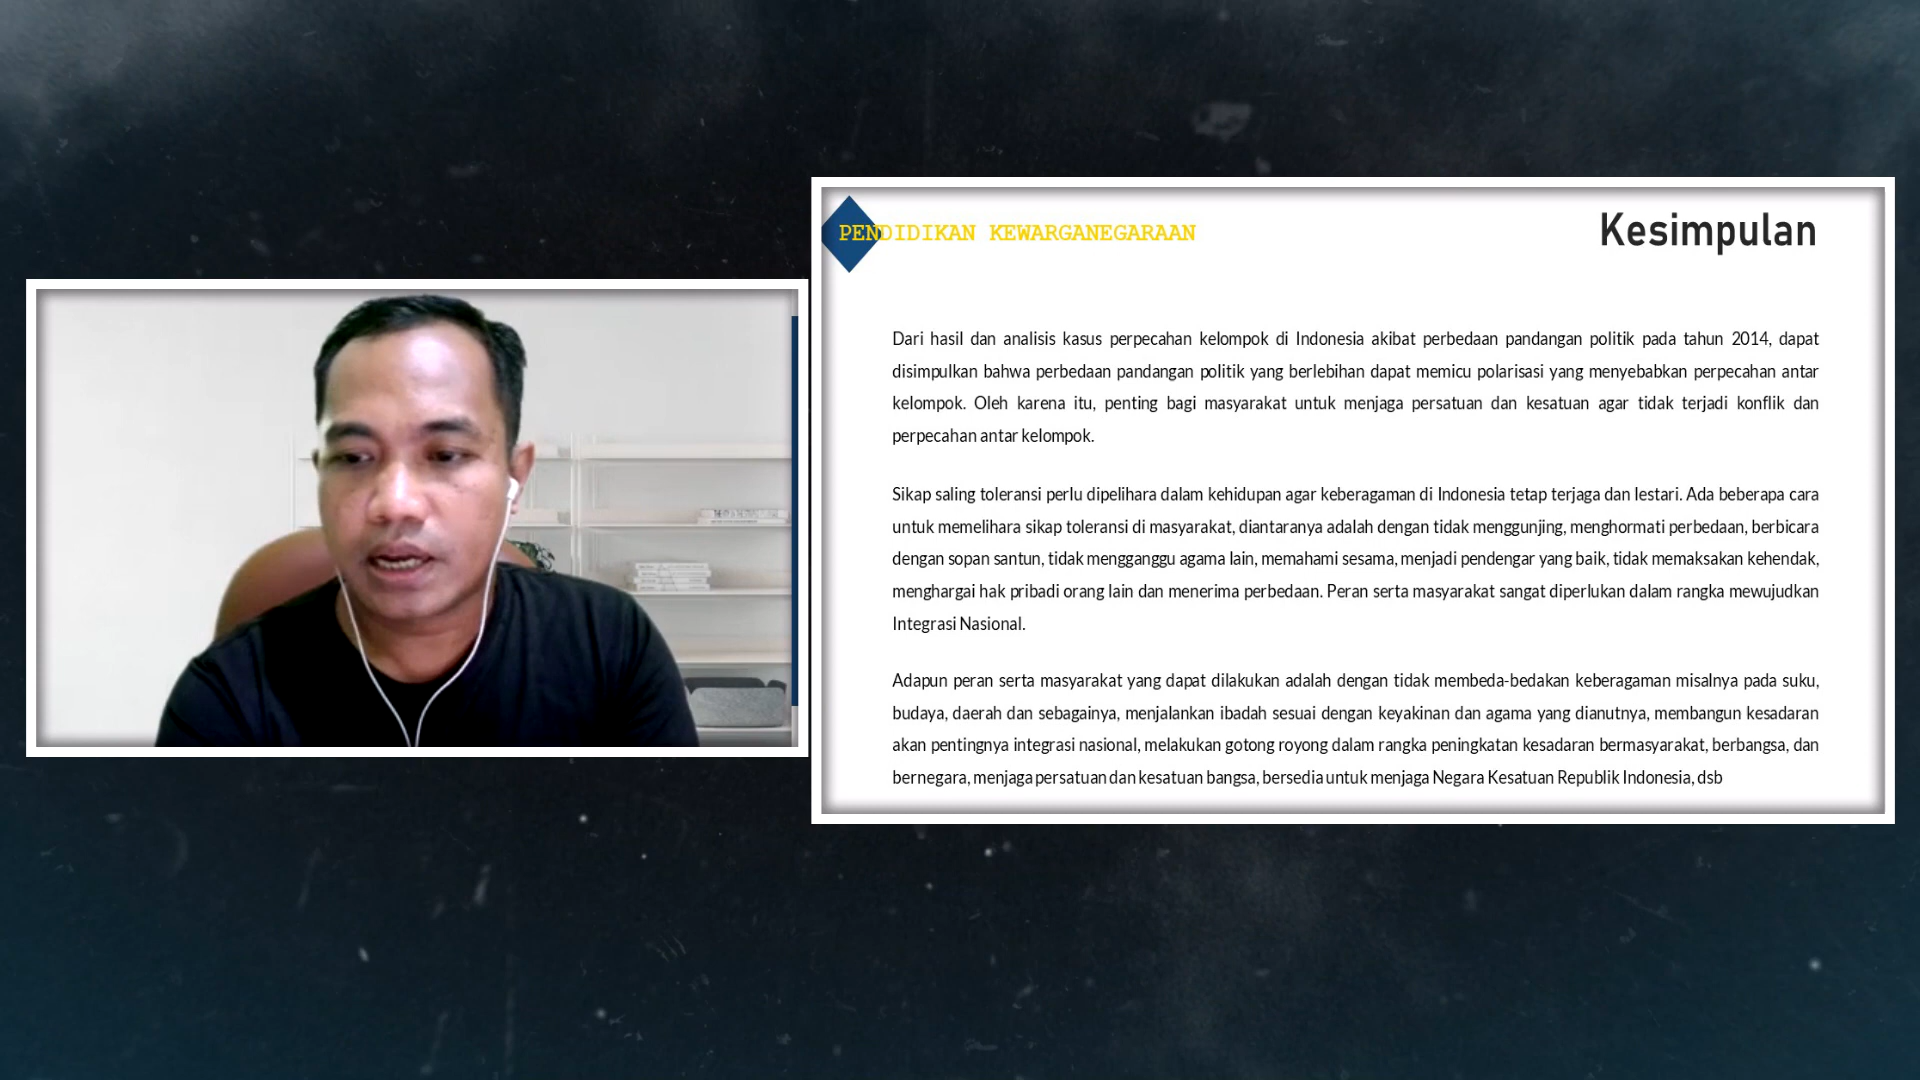 PENDIDIKAN KEWARGANEGARAAN
Kesimpulan
Dari hasil dan analisis kasus perpecahan kelompok di Indonesia akibat perbedaan pandangan politik pada tahun 2014, dapat
disimpulkan bahwa perbedaan pandangan politik yang berlebihan dapat memicu polarisasi yang menyebabkan perpecahan antar
kelompok. Oleh karena itu, penting bagi masyarakat untuk menjaga persatuan dan kesatuan agar tidak terjadi konflik dan
perpecahan antar kelompok.
Sikap saling toleransi perlu dipelihara dalam kehidupan agar keberagaman di Indonesia tetap terjaga dan lestari. Ada beberapa cara
untuk memelihara sikap toleransi di masyarakat, diantaranya adalah dengan tidak menggunjing, menghormati perbedaan, berbicara
dengan sopan santun, tidak mengganggu agama lain, memahami sesama, menjadi pendengar yang baik, tidak memaksakan kehendak,
menghargai hak pribadi orang lain dan menerima perbedaan. Peran serta masyarakat sangat diperlukan dalam rangka mewujudkan
Integrasi Nasional.
Adapun peran serta masyarakat yang dapat dilakukan adalah dengan tidak membeda-bedakan keberagaman misalnya pada suku,
budaya, daerah dan sebagainya, menjalankan ibadah sesuai dengan keyakinan dan agama yang dianutnya, membangun kesadaran
akan pentingnya integrasi nasional, melakukan gotong royong dalam rangka peningkatan kesadaran bermasyarakat, berbangsa, dan
bernegara, menjaga persatuan dan kesatuan bangsa, bersedia untuk menjaga Negara Kesatuan Republik Indonesia, dsb